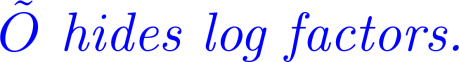 Õ hides log factors.